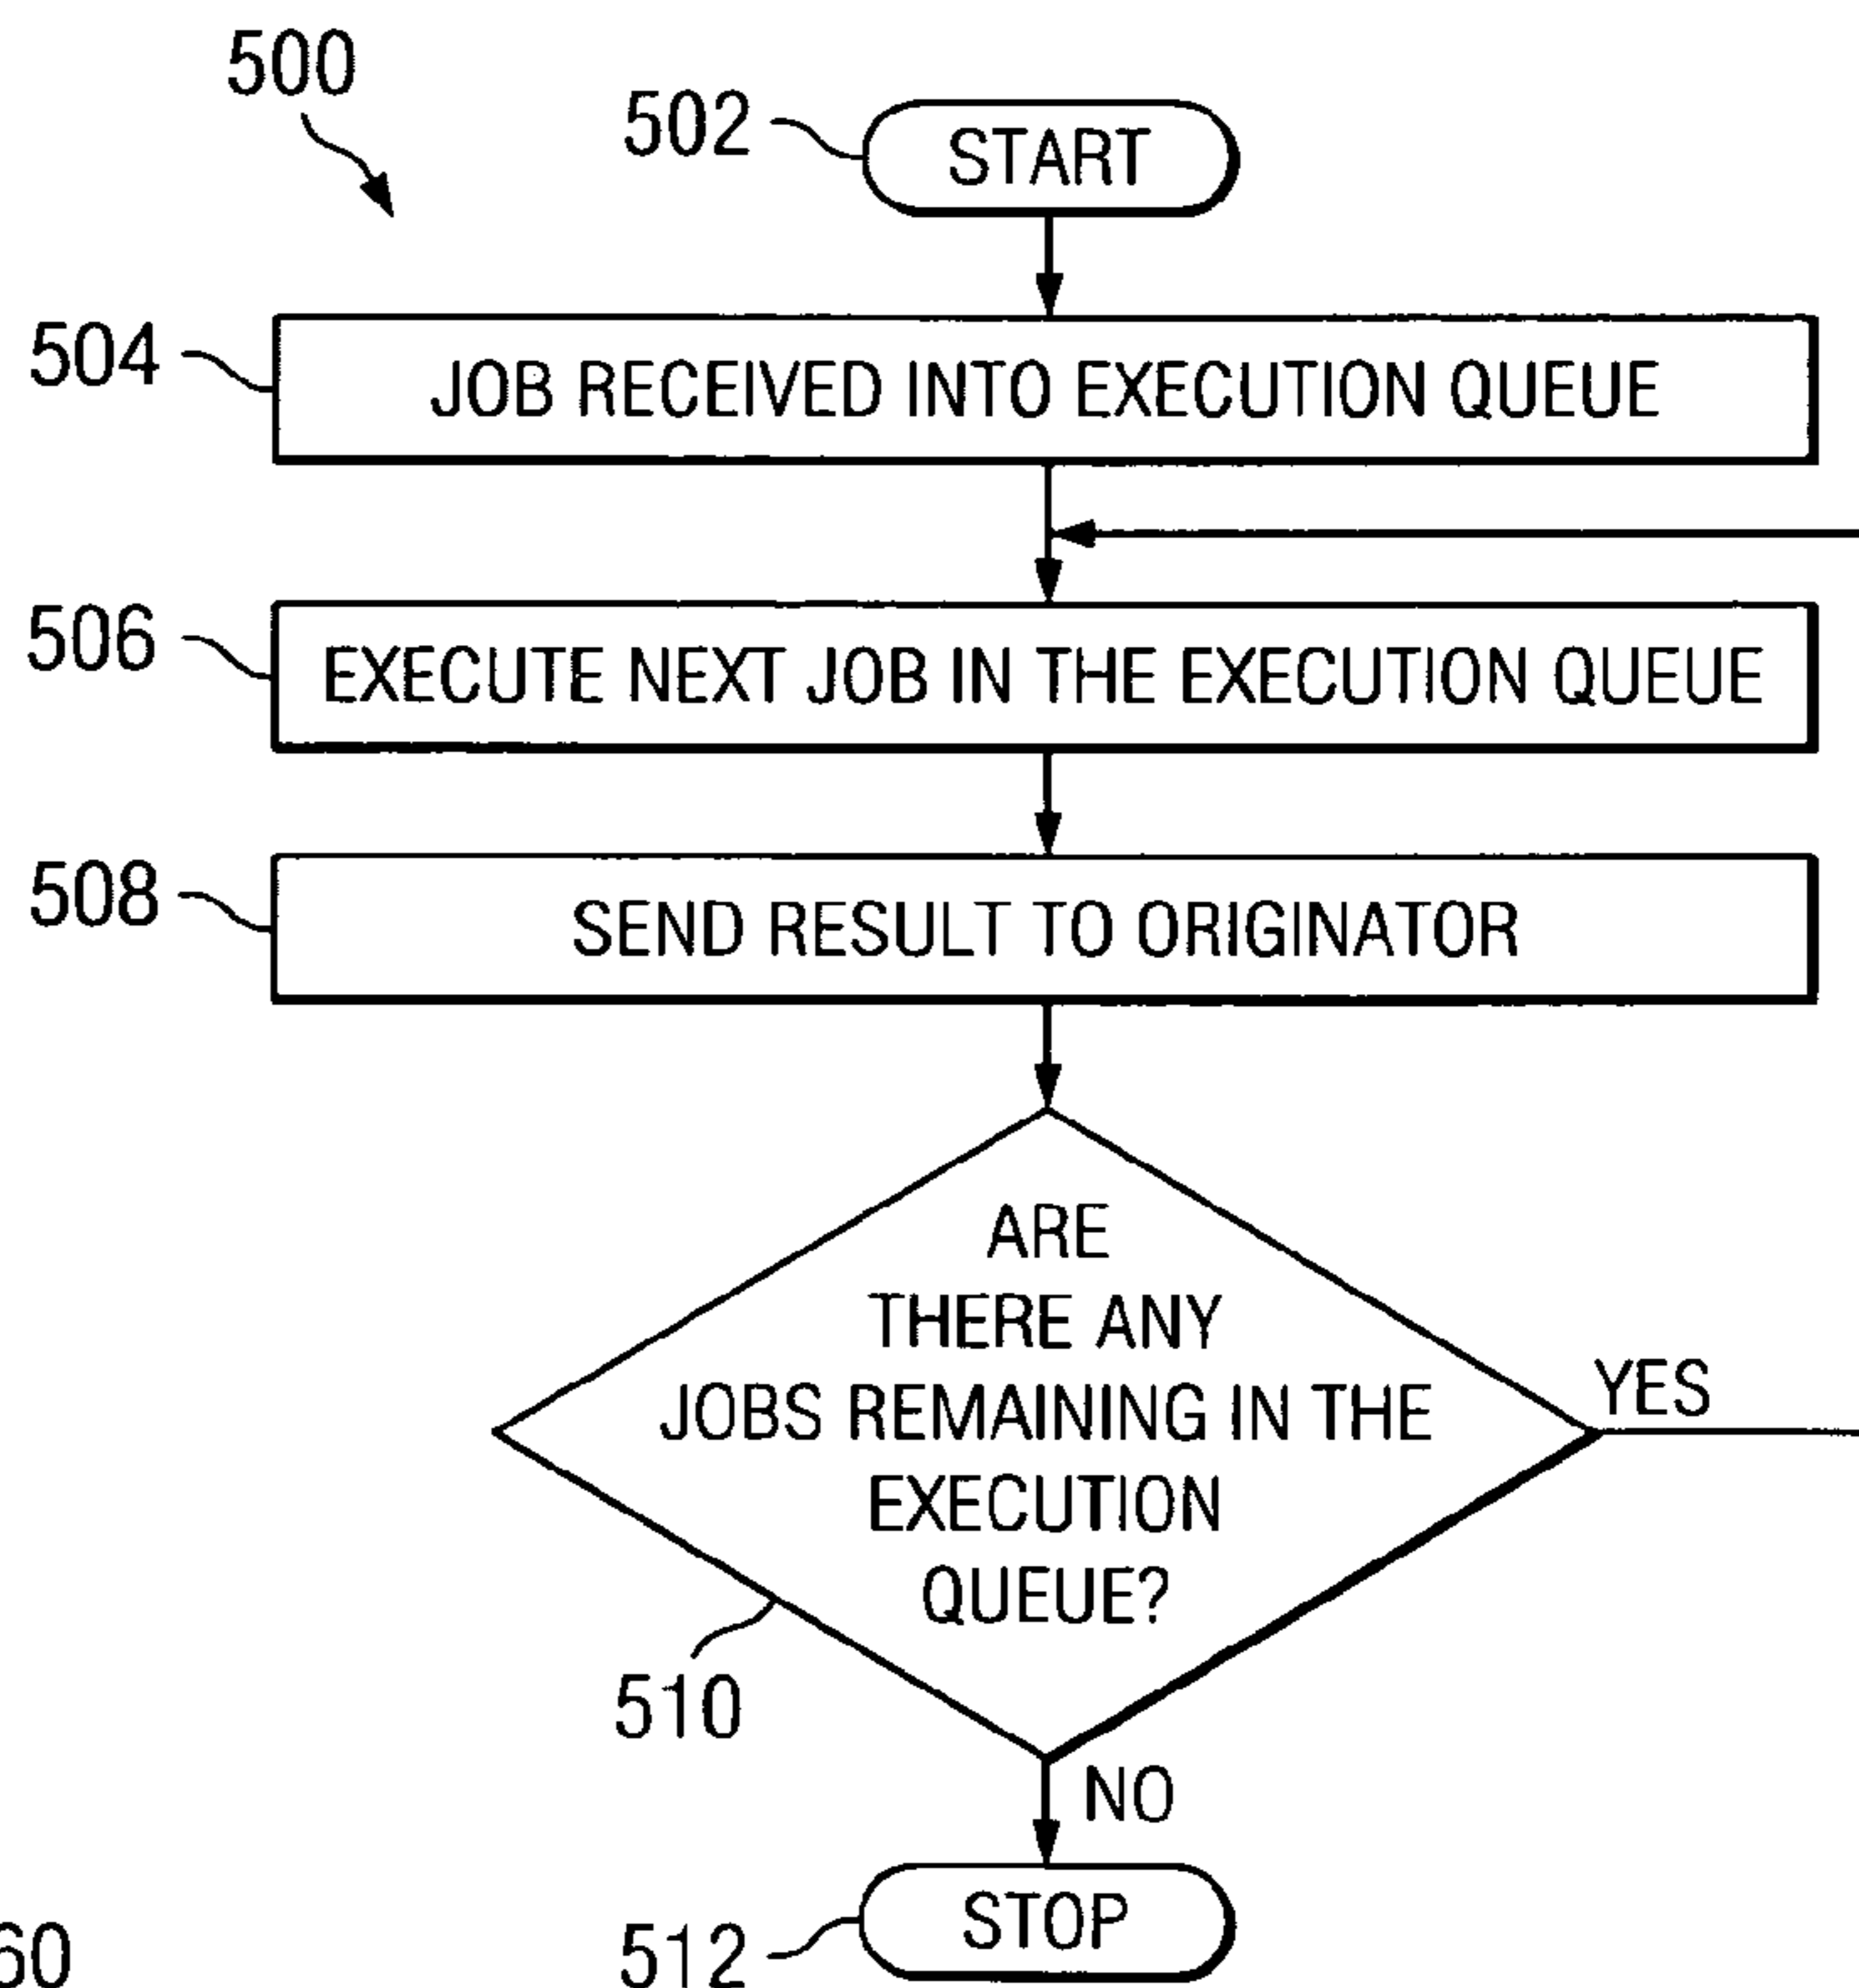 500
502
START
504
JOB RECEIVED INTO EXECUTION QUEUE
506
EXECUTE NEXT JOB IN THE EXECUTION QUEUE
508
SEND RESULT TO ORIGINATOR
ARE
THERE ANY
JOBS REMAINING IN THE
EXECUTION
QUEUE?
YES
510
NO
512
STOP
60